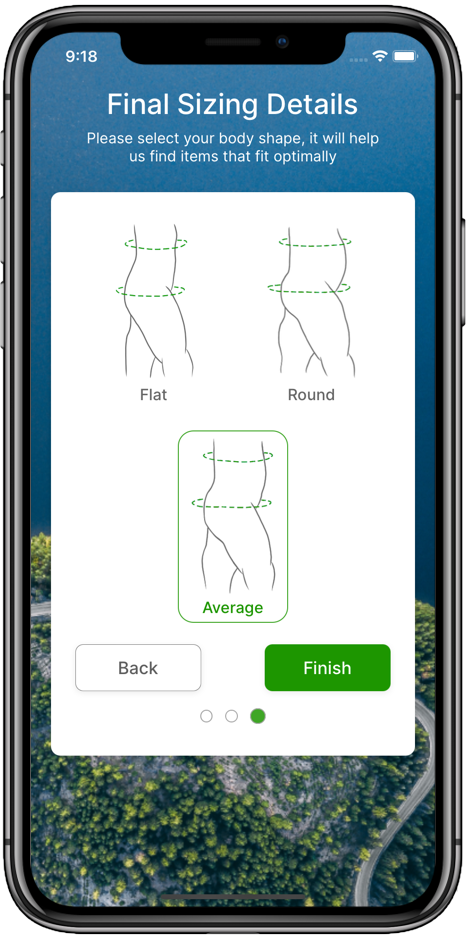 9:18
Final Sizing Details
Please select your body shape, it will help
us find items that fit optimally
Flat
Round
Average
Back
Finish